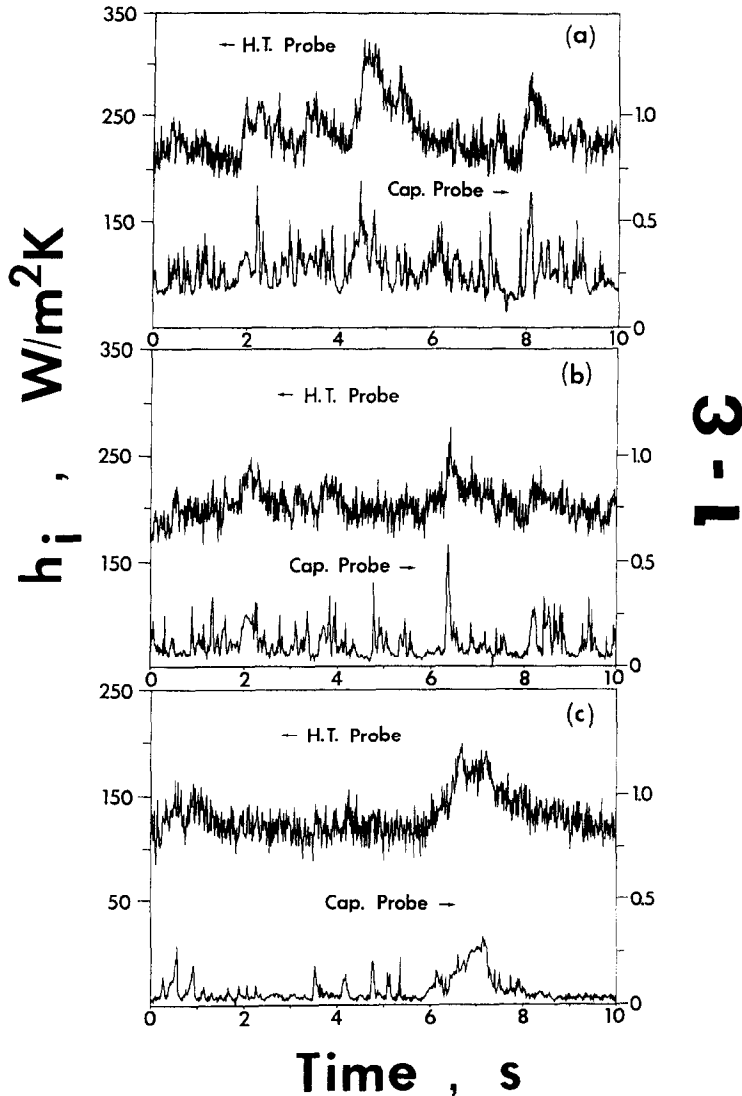 350
(a)
← H.T. Probe
250
1.0
Cap. Probe →
150
0.5
0
0 2 4 6 8 10
350
(b)
← H.T. Probe
250
1.0
150
Cap. Probe →
0.5
0
0 2 4 6 8 10
250
(c)
← H.T. Probe
150
1.0
50
Cap. Probe →
0.5
0
0 2 4 6 8 10
h_i , W/m²K
1 - ε
Time , s